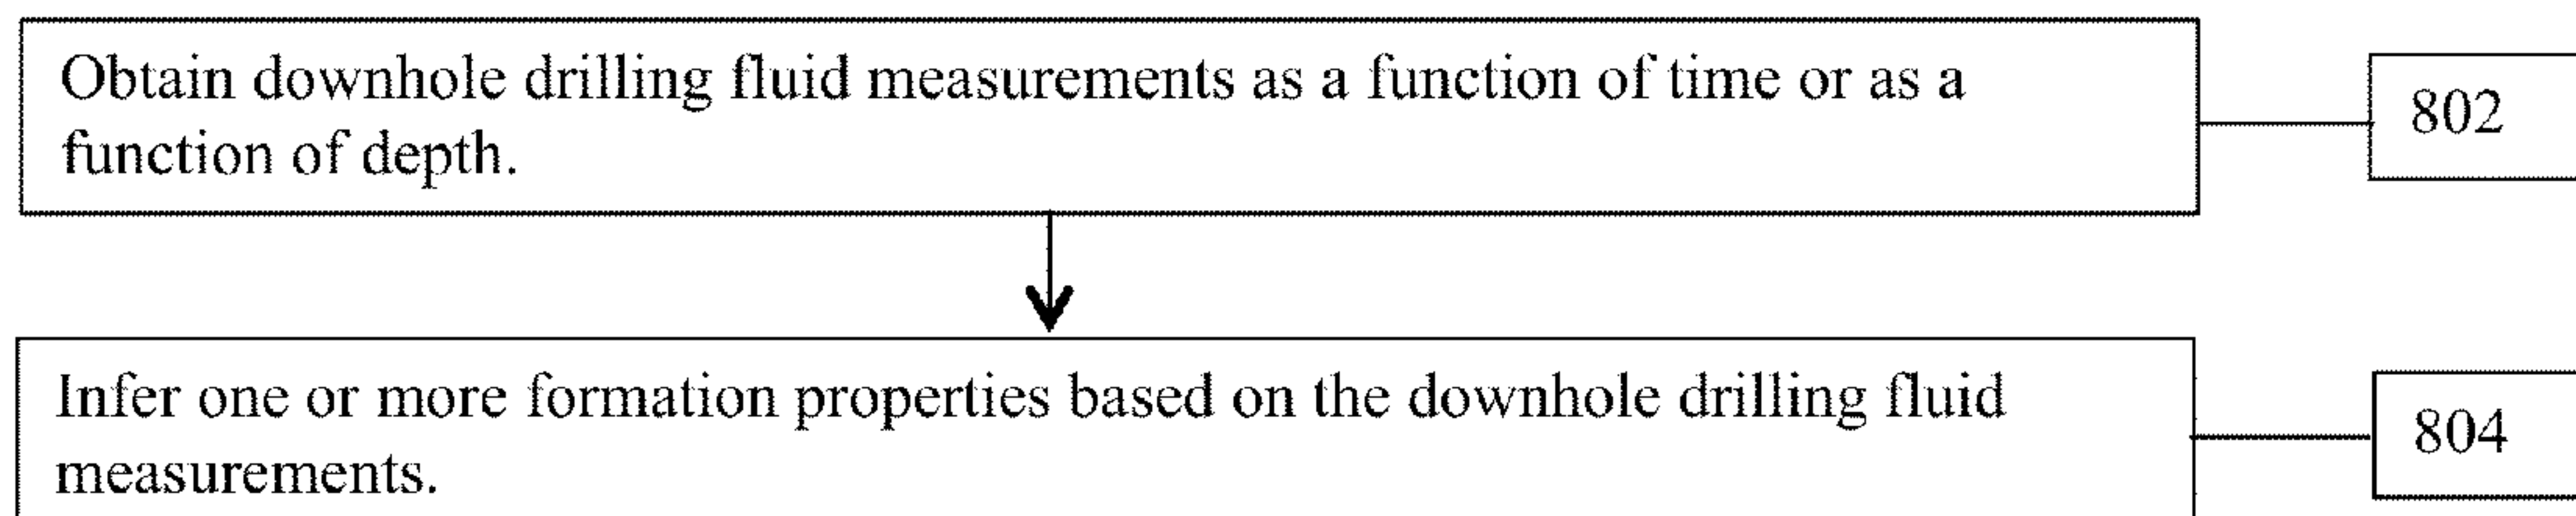 Obtain downhole drilling fluid measurements as a function of time or as a
function of depth.
802
Infer one or more formation properties based on the downhole drilling fluid
measurements.
804